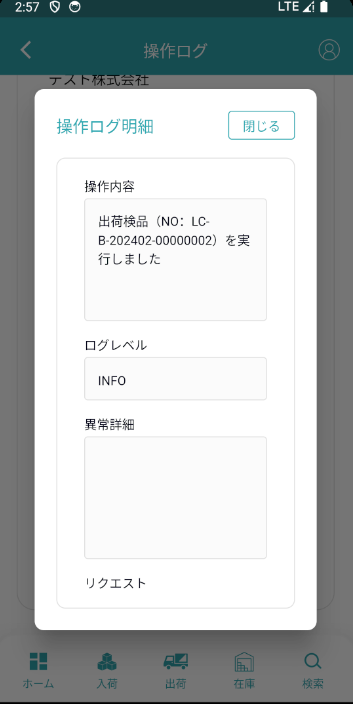 2:57
LTE
操作ログ
テスト株式会社
操作ログ明細
閉じる
操作内容
出荷検品（NO：LC-
B-202402-00000002）を実
行しました
ログレベル
INFO
異常詳細
リクエスト
ホーム
入荷
出荷
在庫
検索